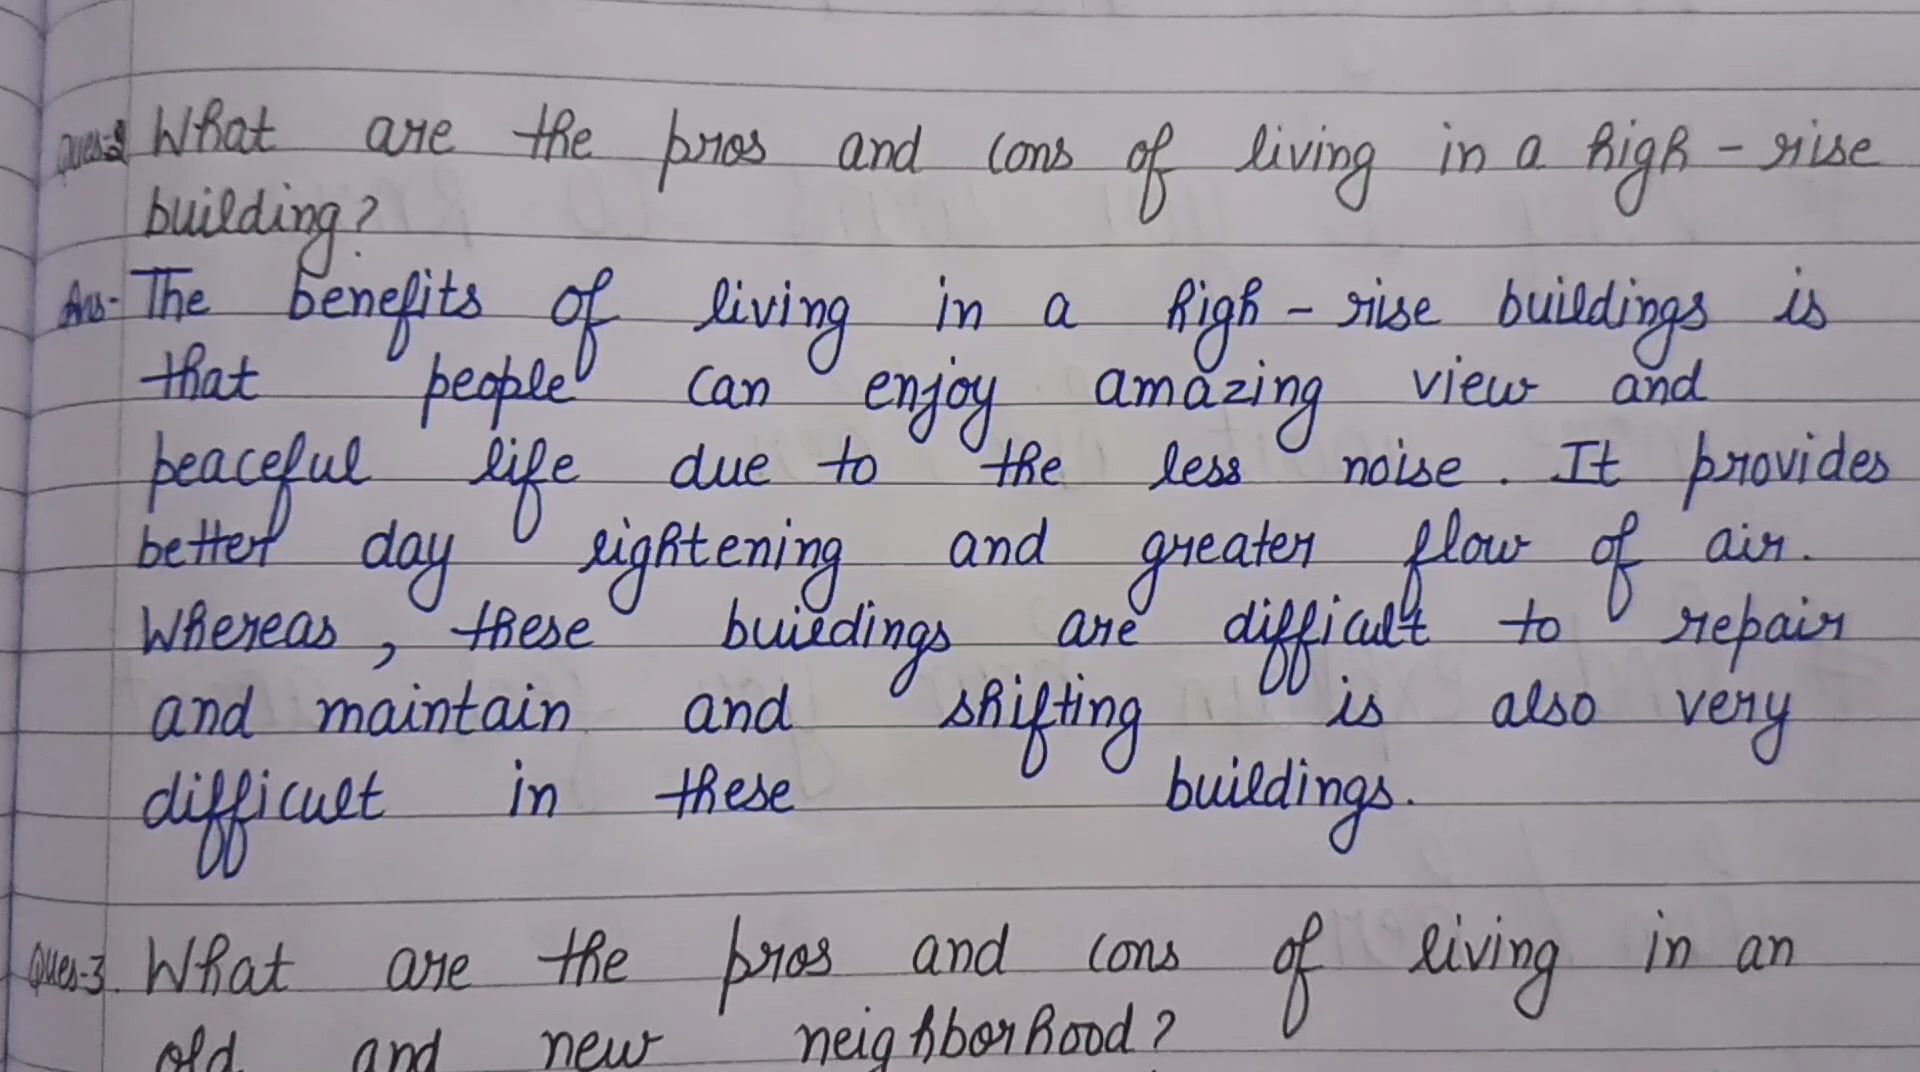 Ques-2 What are the pros and cons of living in a high - rise
building?
Ans- The benefits of living in a high - rise buildings is
that people can enjoy amazing view and
peaceful life due to the less noise. It provides
better day lightening and greater flow of air.
Whereas, these buildings are difficult to repair
and maintain and shifting is also very
difficult in these buildings.
Ques-3. What are the pros and cons of living in an
old and new neighborhood?